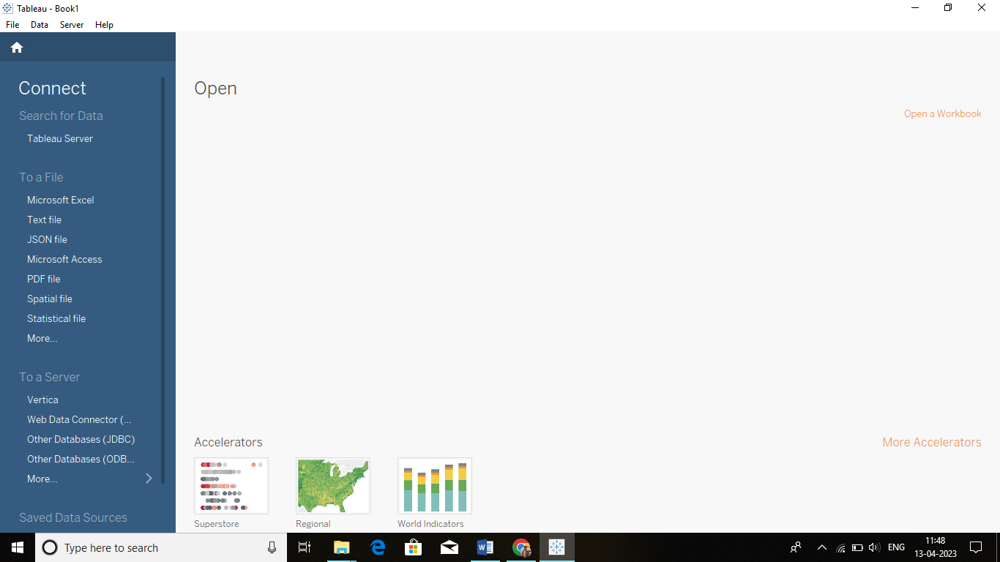 Tableau - Book1
File Data Server Help
Connect
Search for Data
Tableau Server
To a File
Microsoft Excel
Text file
JSON file
Microsoft Access
PDF file
Spatial file
Statistical file
More...
To a Server
Vertica
Web Data Connector (...
Other Databases (JDBC)
Other Databases (ODB...
More...
Saved Data Sources
Open
Open a Workbook
Accelerators
More Accelerators
Superstore
Regional
World Indicators
Type here to search
ENG
11:48
13-04-2023